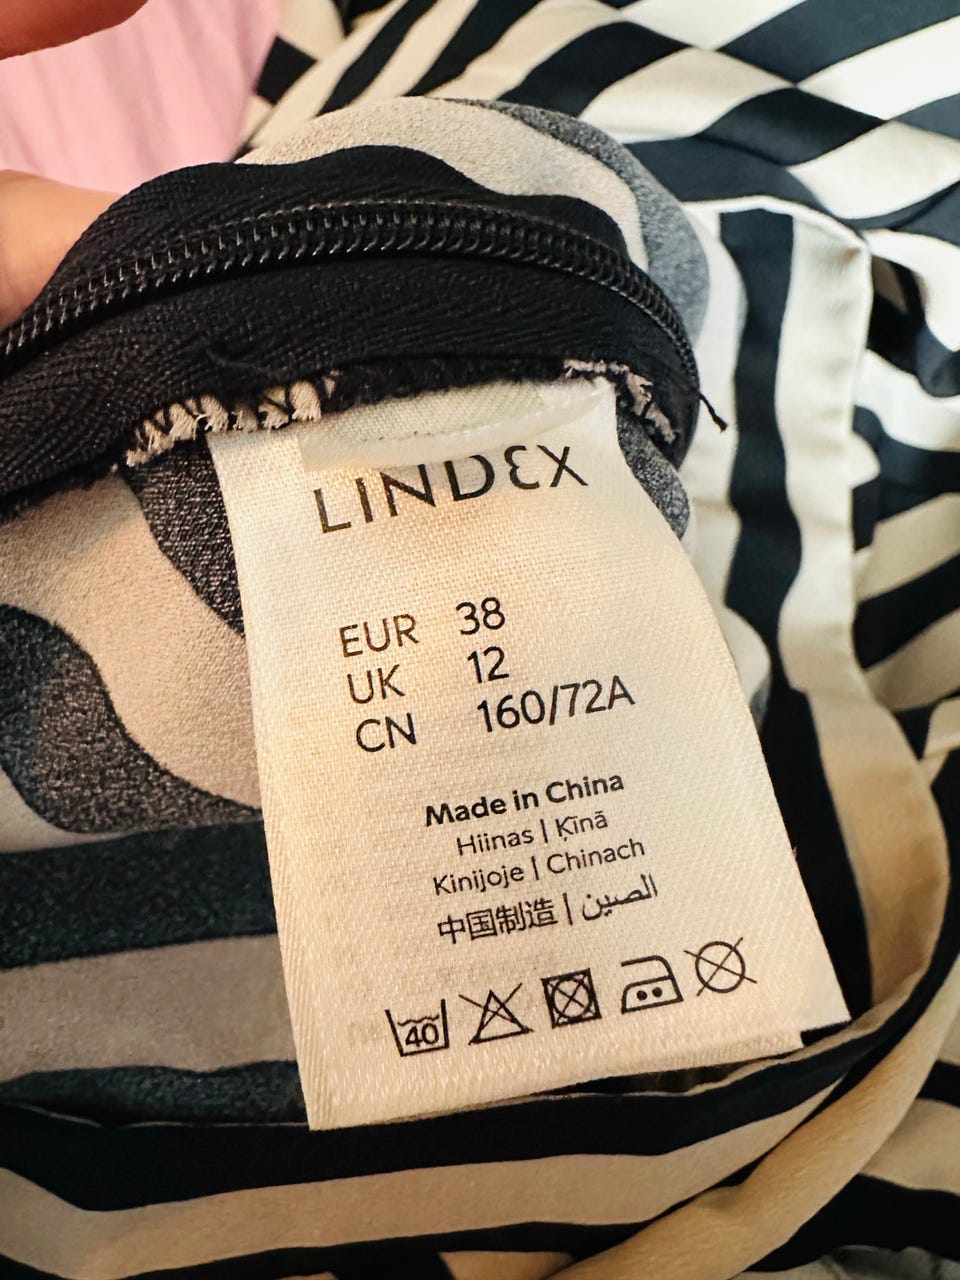 LINDEX
EUR 38
UK 12
CN 160/72A
Made in China
Hiinas | Ķīnā
Kinijoje | Chinach
中国制造 | الصين
40